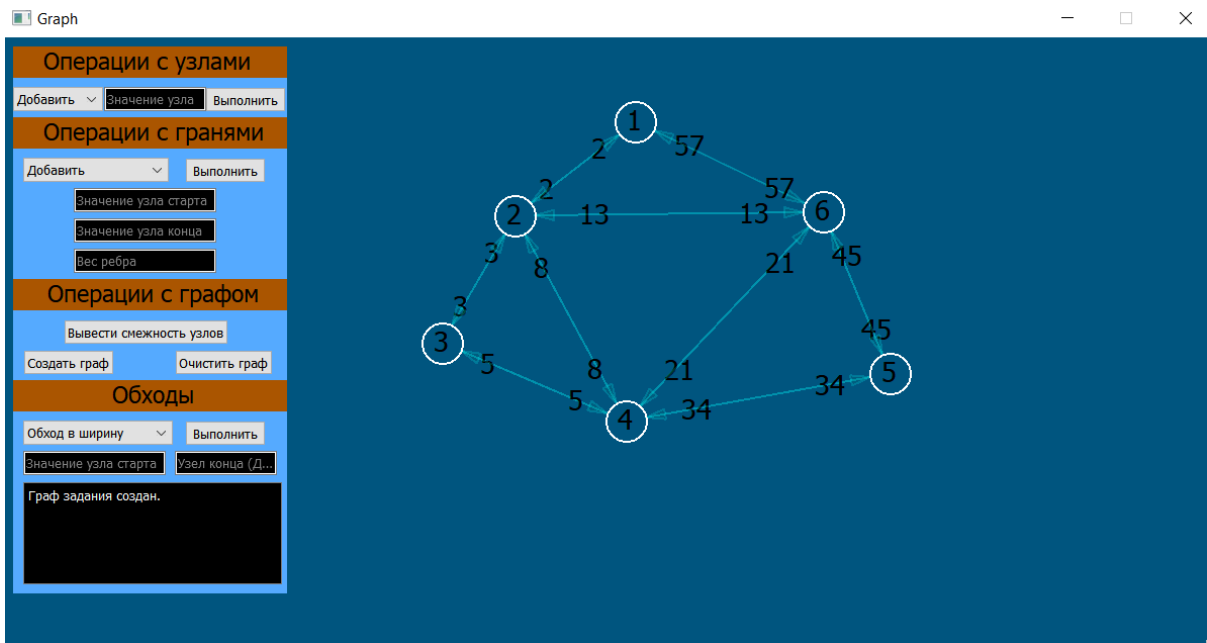 Graph
Операции с узлами
Добавить Значение узла Выполнить
Операции с гранями
Добавить Выполнить
Значение узла старта
Значение узла конца
Вес ребра
Операции с графом
Вывести смежность узлов
Создать граф Очистить граф
Обходы
Обход в ширину Выполнить
Значение узла старта Узел конца (Д...
Граф задания создан.
1
2 57
2 57
2 13 13 6
3 8 21 45
3 45
3 5 8 21 34 5
5 34
4